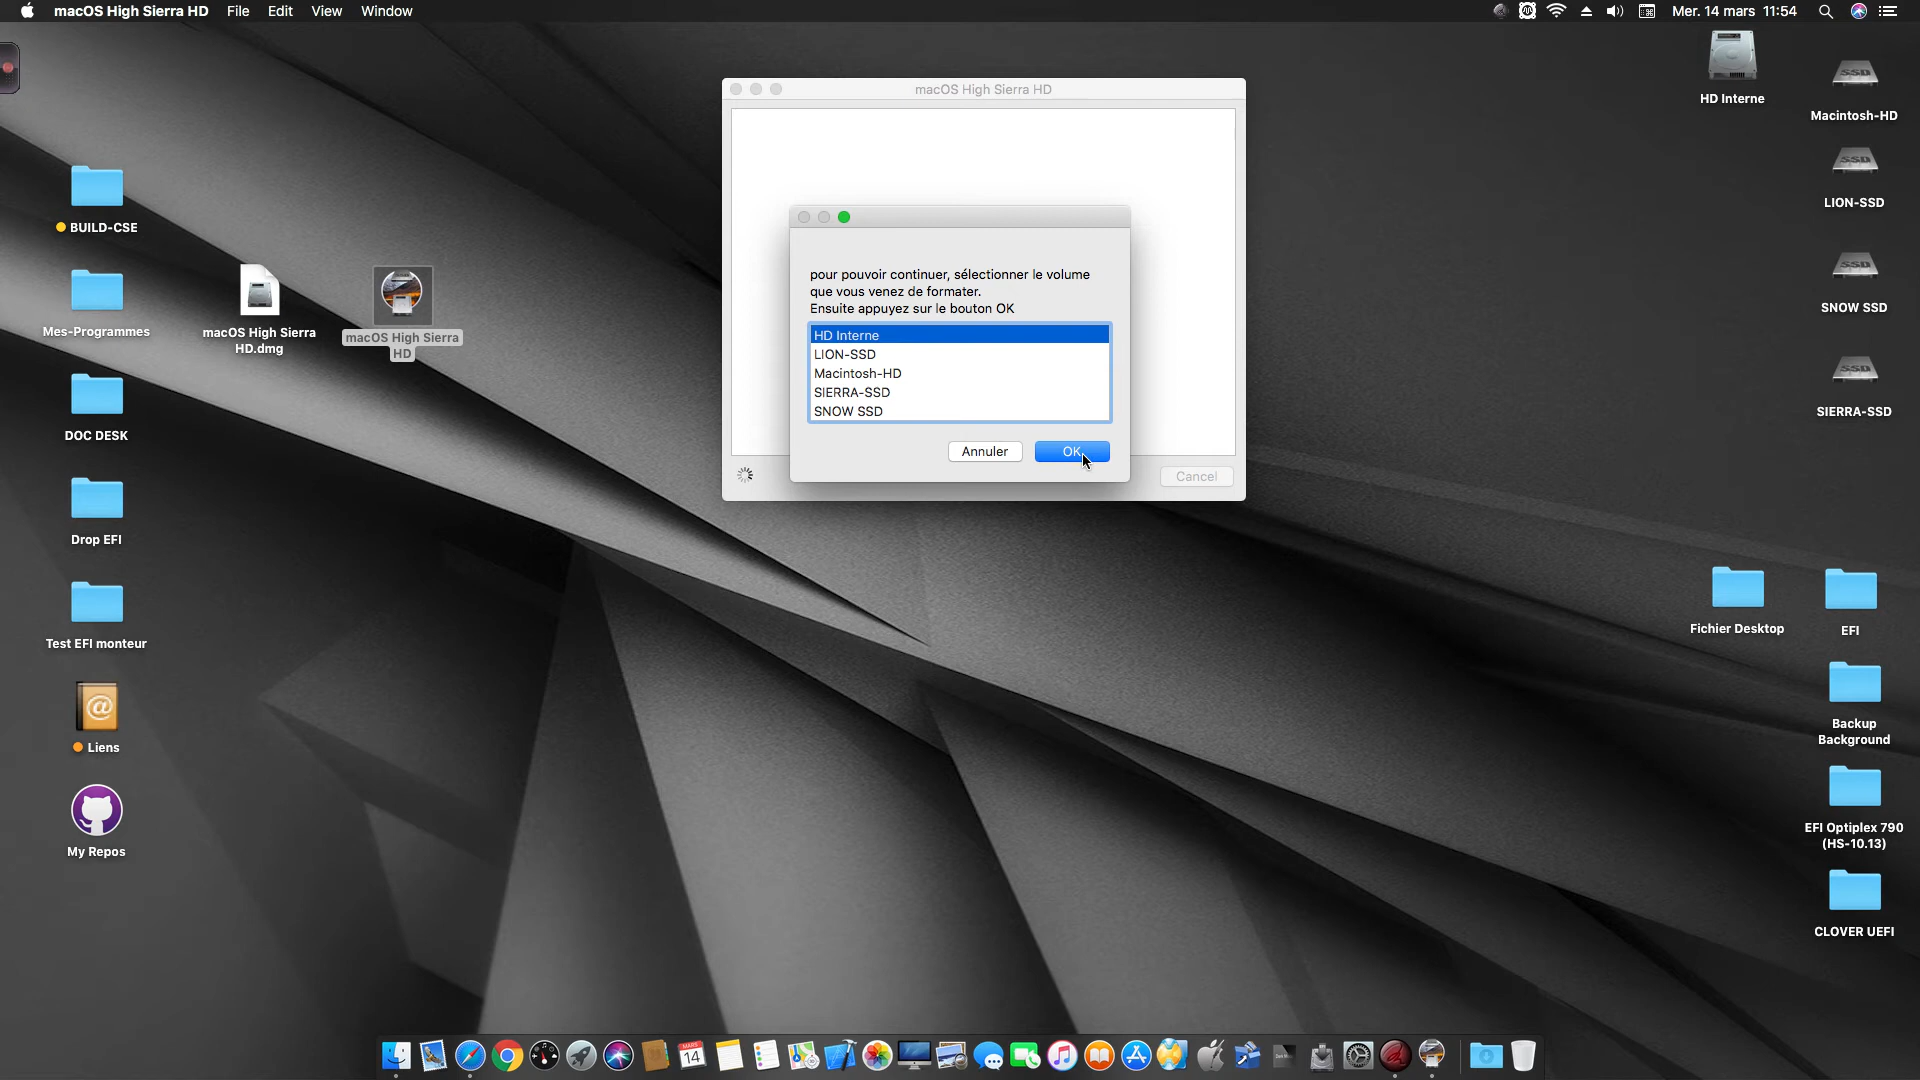 macOS High Sierra HD File Edit View Window
Mer. 14 mars 11:54
HD Interne
Macintosh-HD
LION-SSD
SNOW SSD
SIERRA-SSD
BUILD-CSE
Mes-Programmes
DOC DESK
Drop EFI
Test EFI monteur
Liens
My Repos
macOS High Sierra
HD.dmg
macOS High Sierra
HD
macOS High Sierra HD
pour pouvoir continuer, sélectionner le volume
que vous venez de formater.
Ensuite appuyez sur le bouton OK
HD Interne
LION-SSD
Macintosh-HD
SIERRA-SSD
SNOW SSD
Annuler
OK
Cancel
Fichier Desktop
EFI
Backup
Background
EFI Optiplex 790
(HS-10.13)
CLOVER UEFI
MARS
14